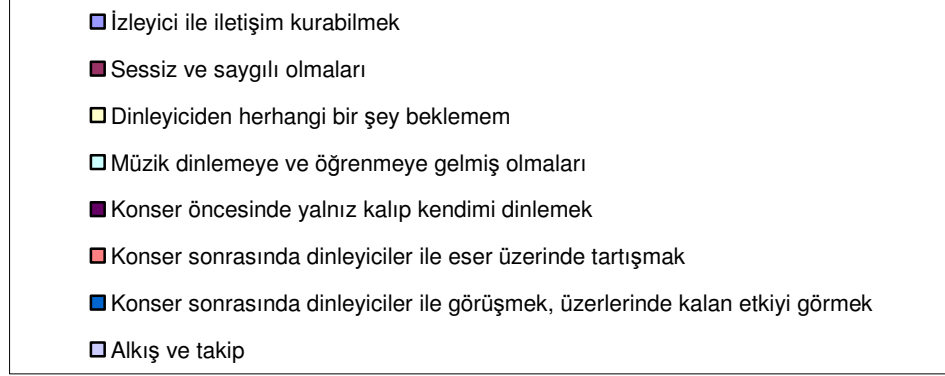 İzleyici ile iletişim kurabilmek
Sessiz ve saygılı olmaları
Dinleyiciden herhangi bir şey beklemem
Müzik dinlemeye ve öğrenmeye gelmiş olmaları
Konser öncesinde yalnız kalıp kendimi dinlemek
Konser sonrasında dinleyiciler ile eser üzerinde tartışmak
Konser sonrasında dinleyiciler ile görüşmek, üzerlerinde kalan etkiyi görmek
Alkış ve takip